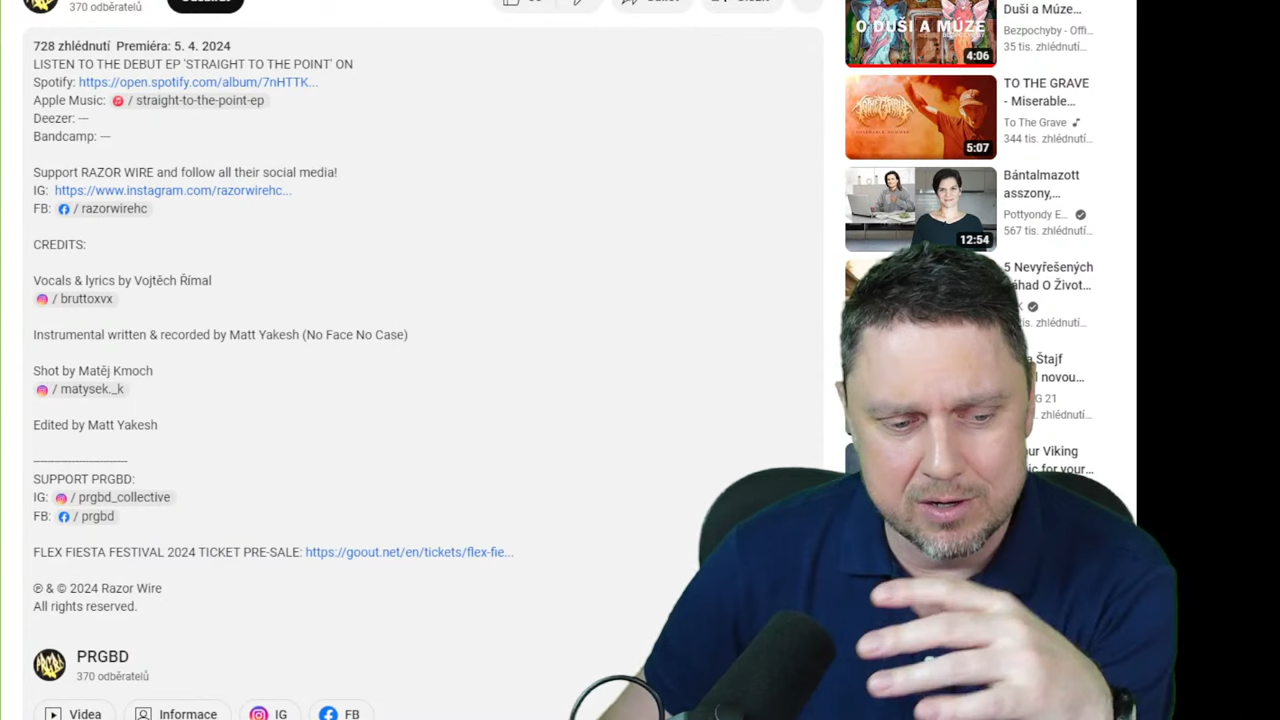 370 odběratelů
728 zhlédnutí Premiéra: 5. 4. 2024
LISTEN TO THE DEBUT EP 'STRAIGHT TO THE POINT' ON
Spotify: https://open.spotify.com/album/7nHTTK...
Apple Music: / straight-to-the-point-ep
Deezer: —
Bandcamp: —
Support RAZOR WIRE and follow all their social media!
IG: https://www.instagram.com/razorwirehc...
FB: / razorwirehc
CREDITS:
Vocals & lyrics by Vojtěch Římal
/ bruttoxvx
Instrumental written & recorded by Matt Yakesh (No Face No Case)
Shot by Matěj Kmoch
/ matysek._k
Edited by Matt Yakesh
-------------------------------
SUPPORT PRGBD:
IG: / prgbd_collective
FB: / prgbd
FLEX FIESTA FESTIVAL 2024 TICKET PRE-SALE: https://goout.net/en/tickets/flex-fie...
℗ & © 2024 Razor Wire
All rights reserved.
PRGBD
370 odběratelů
Videa
Informace
IG
FB
O DUŠI A MÚZE
4:06
Duši a Múze...
Bezpochyby - Offi...
35 tis. zhlédnutí...
5:07
TO THE GRAVE
- Miserable...
To The Grave
344 tis. zhlédnutí...
12:54
Bántalmazott
asszony,...
Pottyondy E...
567 tis. zhlédnutí...
5 Nevyřešených
áhad O Život...
is. zhlédnutí...
a Štajf
l novou...
G 21
. zhlédnutí...
ur Viking
ic for your...